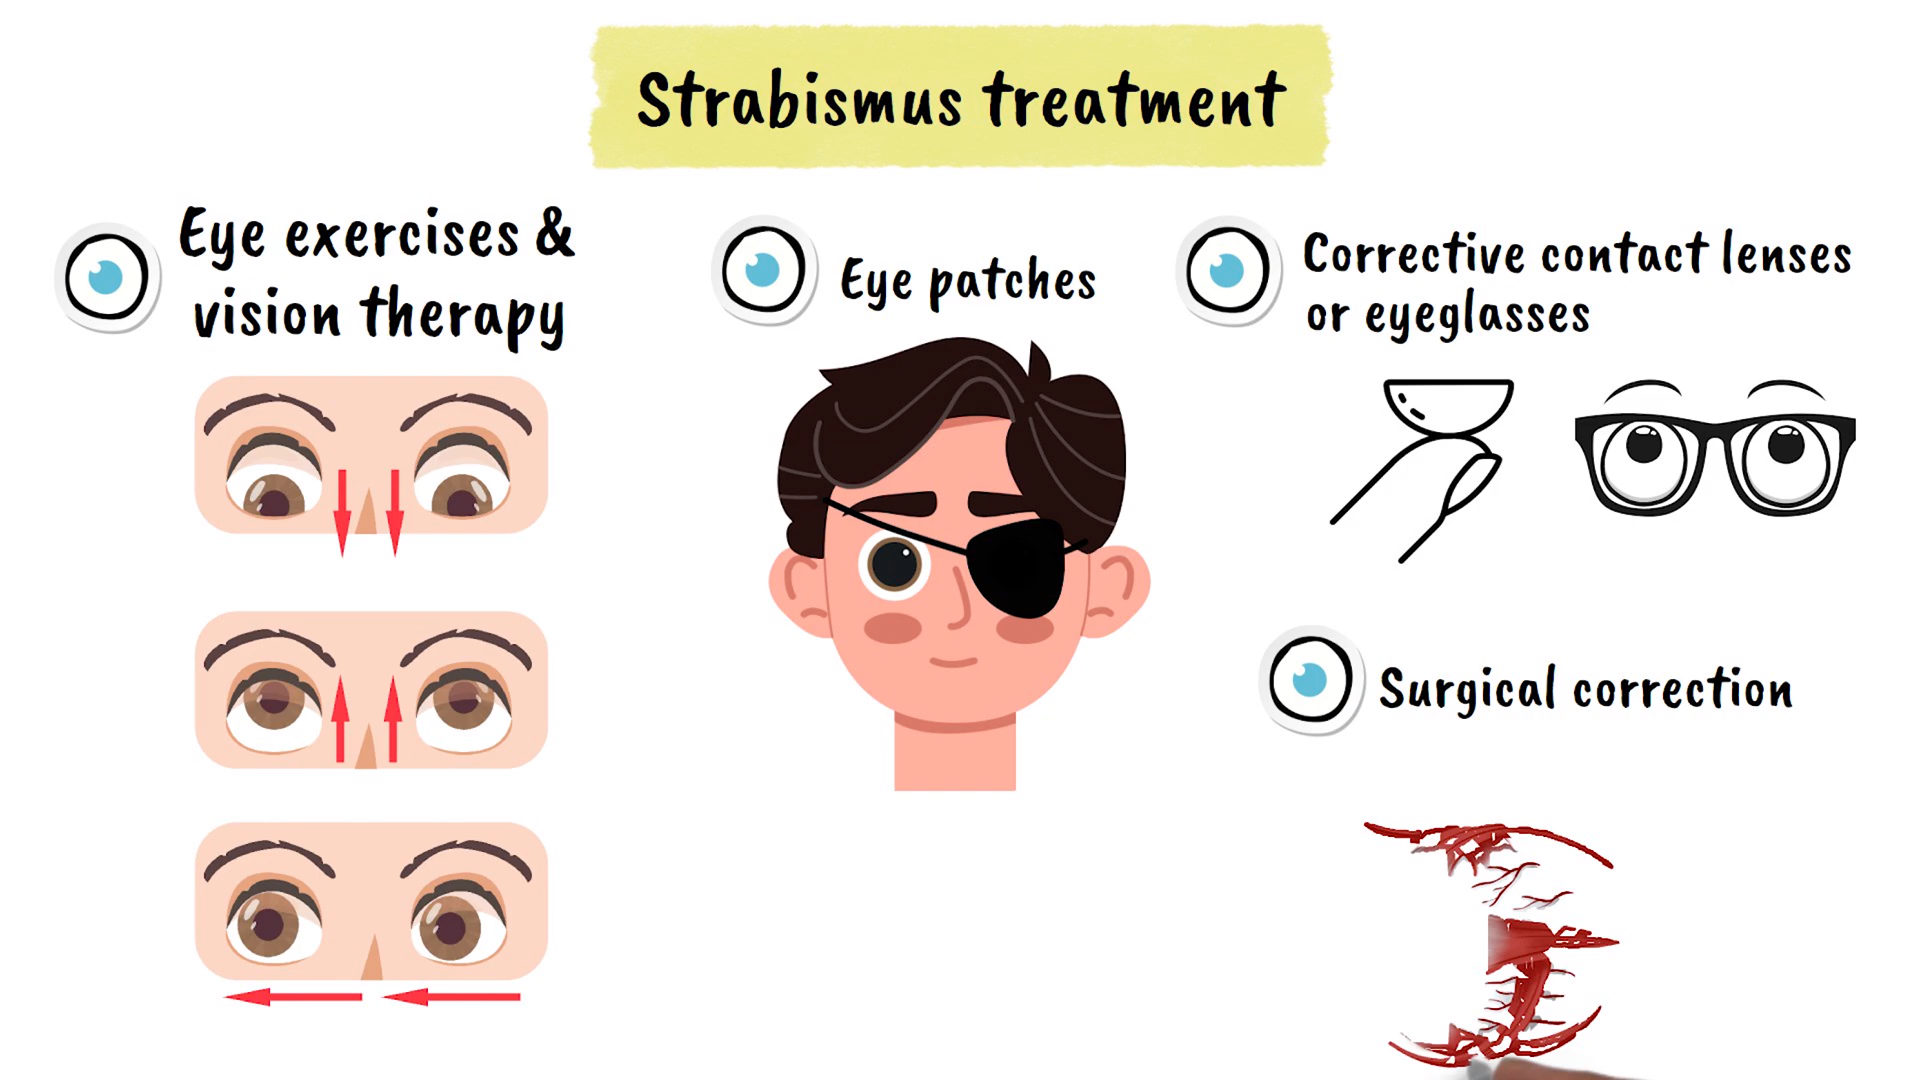 Strabismus treatment
Eye exercises &
vision therapy
Eye patches
Corrective contact lenses
or eyeglasses
Surgical correction